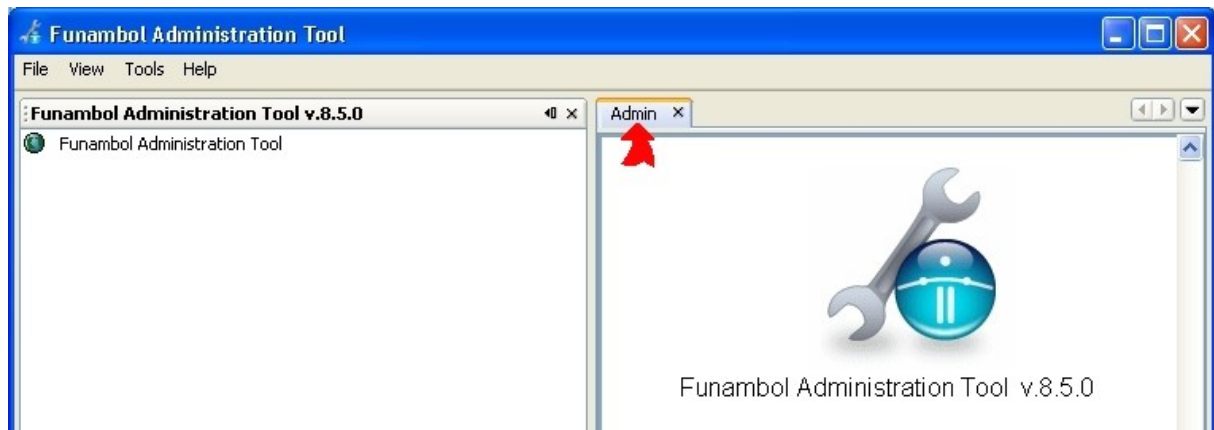 Funambol Administration Tool
File View Tools Help
Funambol Administration Tool v.8.5.0
Funambol Administration Tool
Admin
Funambol Administration Tool v.8.5.0